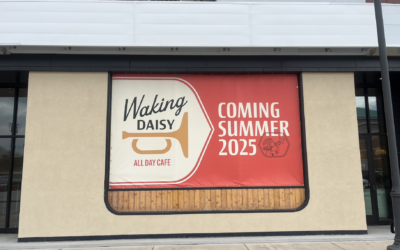 Waking
DAISY
ALL DAY CAFE
COMING
SUMMER
2025